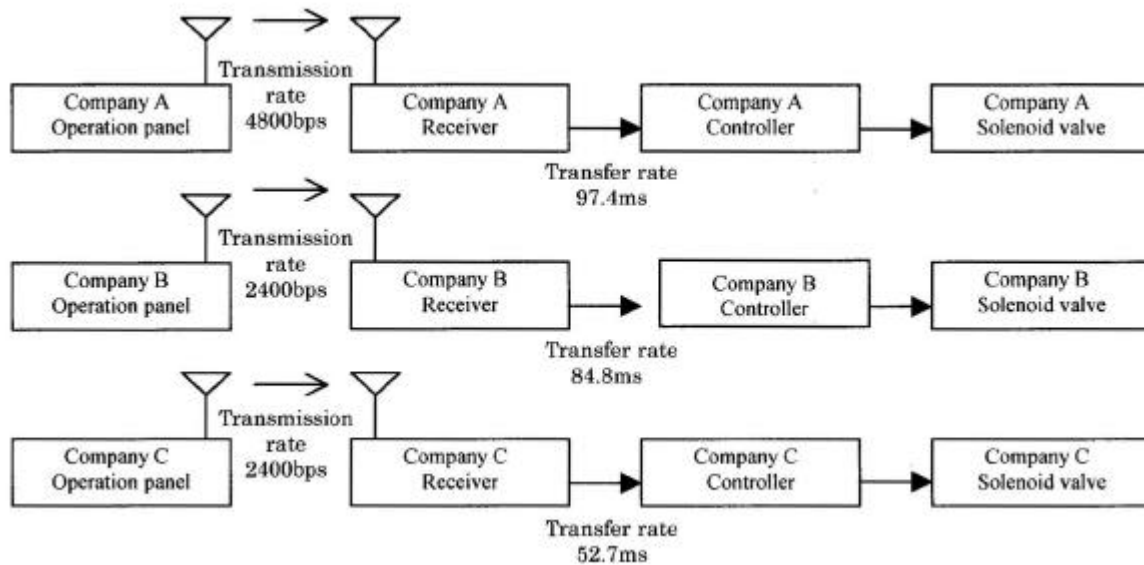 Transmission
rate
4800bps
Company A
Operation panel
Company A
Receiver
Company A
Controller
Company A
Solenoid valve
Transfer rate
97.4ms
Transmission
rate
2400bps
Company B
Operation panel
Company B
Receiver
Company B
Controller
Company B
Solenoid valve
Transfer rate
84.8ms
Transmission
rate
2400bps
Company C
Operation panel
Company C
Receiver
Company C
Controller
Company C
Solenoid valve
Transfer rate
52.7ms